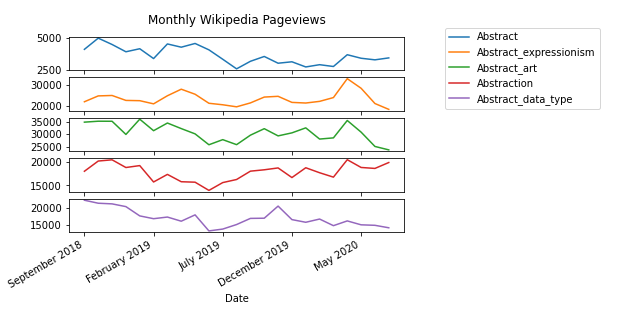 Monthly Wikipedia Pageviews
5000
2500
30000
20000
35000
30000
25000
20000
15000
20000
15000
September 2018
February 2019
July 2019
December 2019
May 2020
Date
Abstract
Abstract_expressionism
Abstract_art
Abstraction
Abstract_data_type